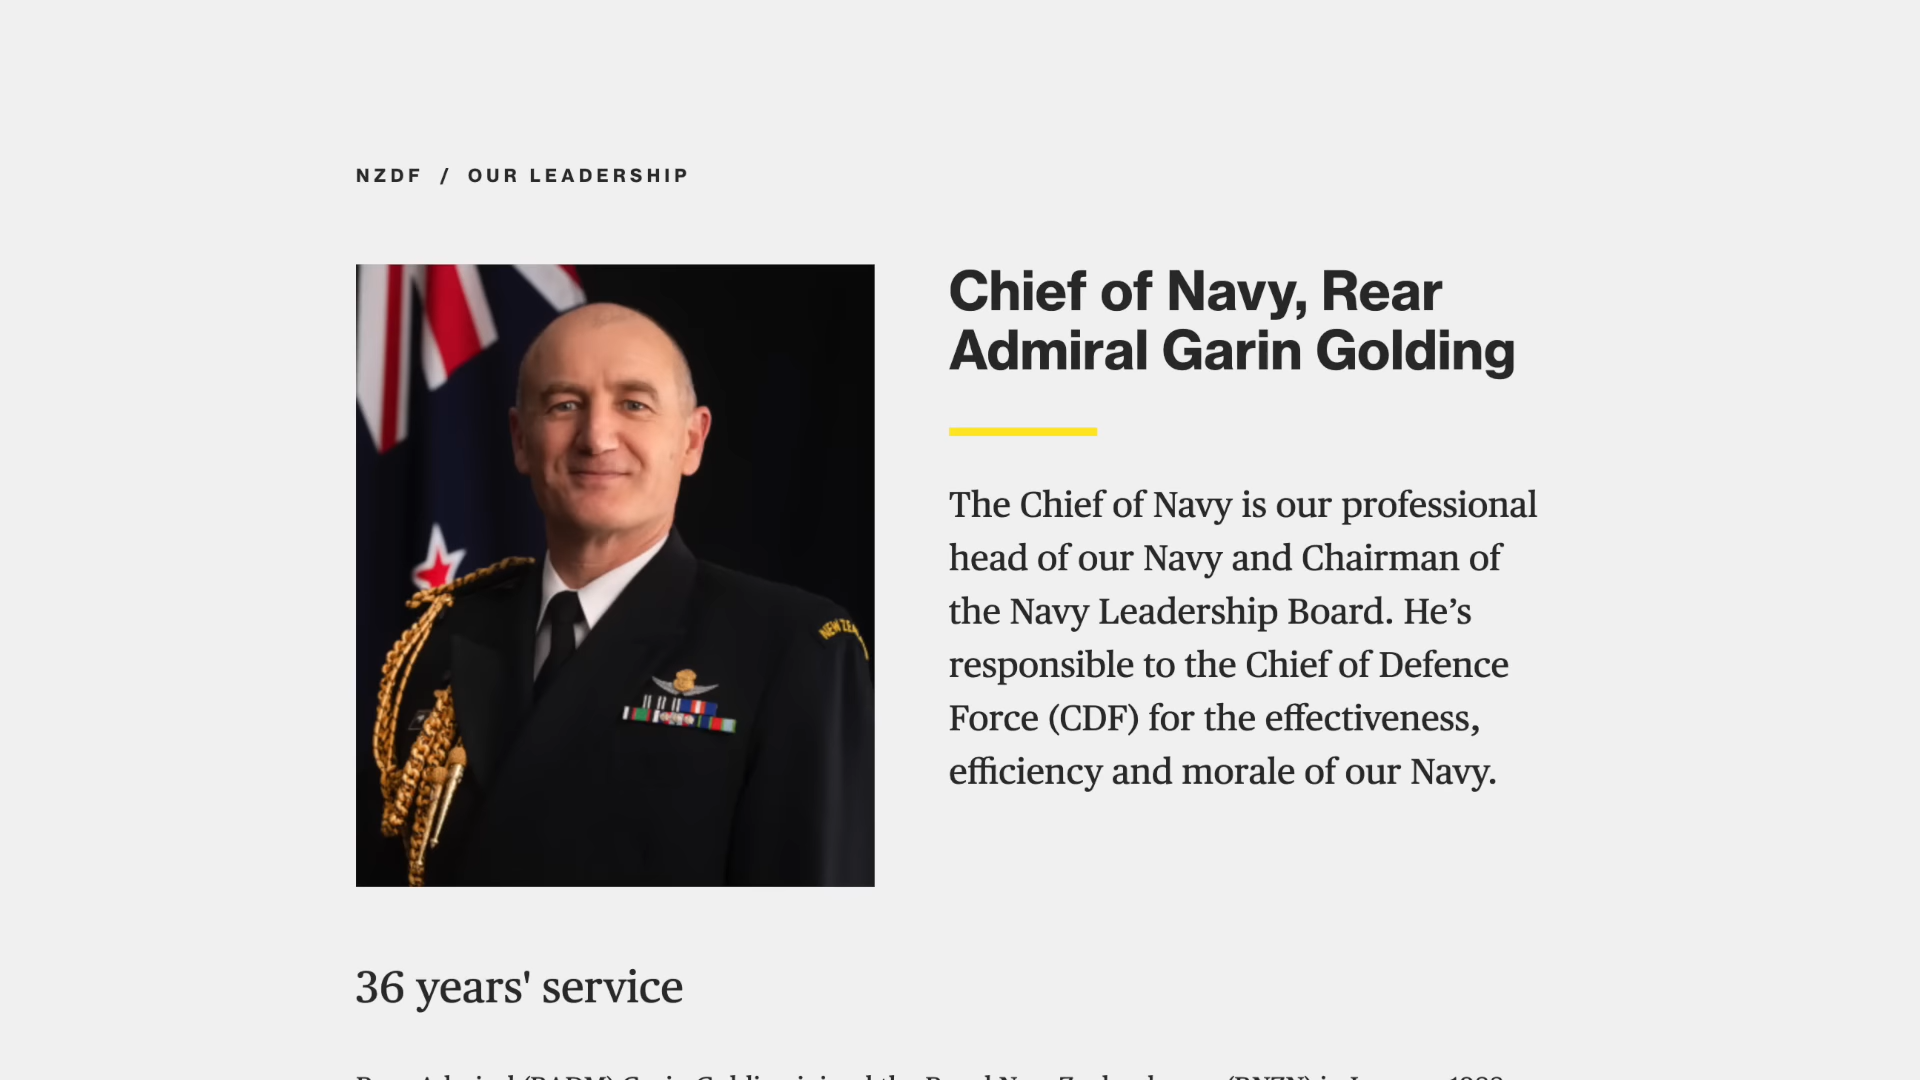 NZDF / OUR LEADERSHIP
Chief of Navy, Rear
Admiral Garin Golding
The Chief of Navy is our professional
head of our Navy and Chairman of
the Navy Leadership Board. He’s
responsible to the Chief of Defence
Force (CDF) for the effectiveness,
efficiency and morale of our Navy.
NEW ZEA
36 years' service